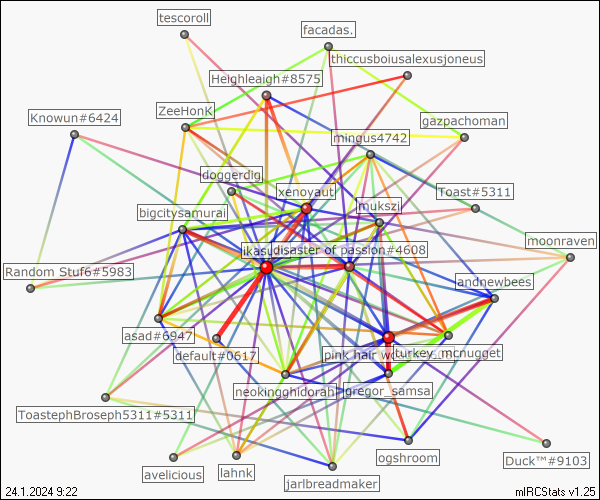 tescoroll
facadas.
thiccusboiusalexusjoneus
Heighleaigh#8575
Knowun#6424
ZeeHonK
gazpachoman
mingus4742
doggerdig
xenoyaut
Toast#5311
mukszi
bigcitysamurai
disaster of passion#4608
moonraven
Random Stuf6#5983
andnewbees
asad#6947
default#0617
pink hair
turkey_mcnugget
neokingghidorah
gregor_samsa
ToastephBroseph5311#5311
ogshroom
avelicious
lahnk
Duck™#9103
jarlbreadmaker
24.1.2024 9:22
mIRCStats v1.25